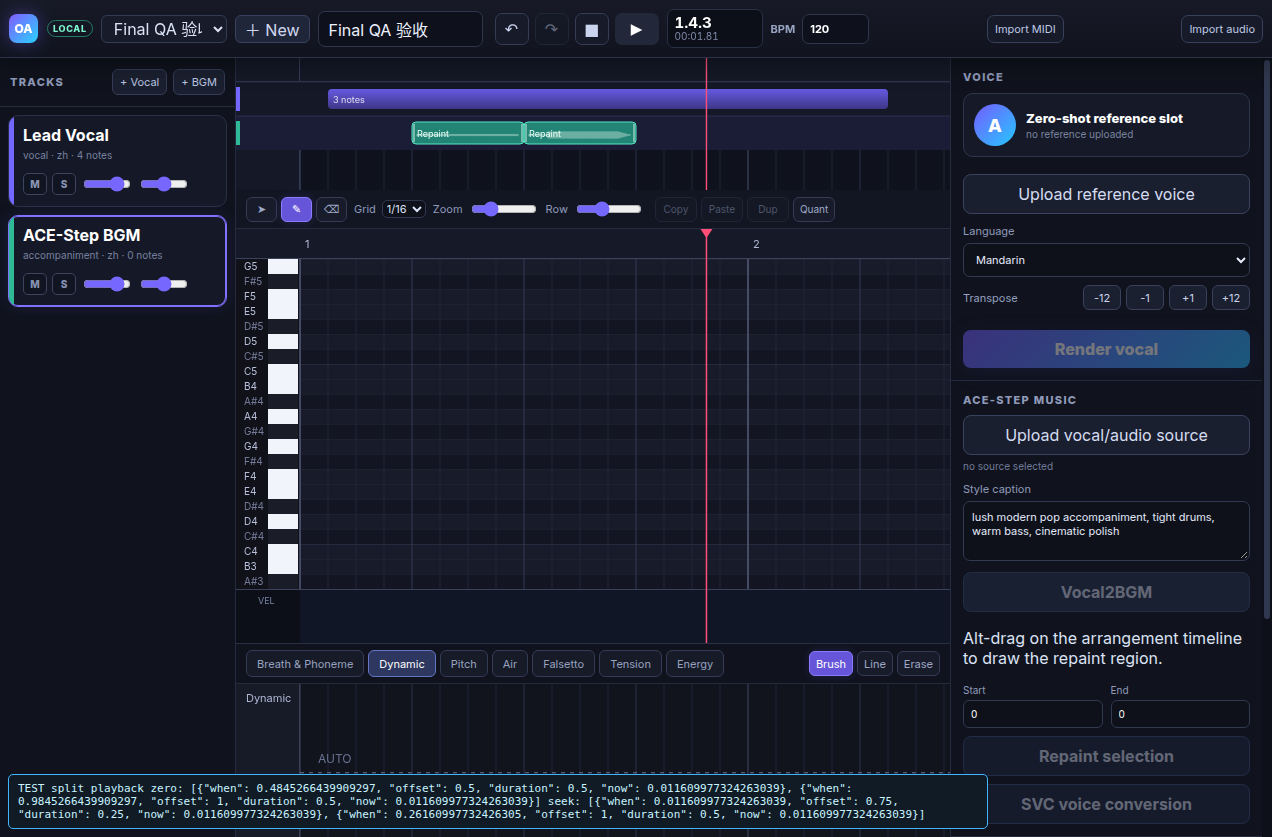 OA LOCAL Final QA 验 + New Final QA 验收 1.4.3 BPM 120 Import MIDI Import audio
00:01.81
TRACKS + Vocal + BGM
Lead Vocal
vocal · zh · 4 notes
M S
ACE-Step BGM
accompaniment · zh · 0 notes
M S
3 notes
Repaint Repaint
Grid 1/16 Zoom Row Copy Paste Dup Quant
1 2
G5
F#5
F5
E5
D#5
D5
C#5
C5
B4
A#4
A4
G#4
G4
F#4
F4
E4
D#4
D4
C#4
C4
B3
A#3
VEL
Breath & Phoneme Dynamic Pitch Air Falsetto Tension Energy Brush Line Erase
Dynamic
AUTO
VOICE
A Zero-shot reference slot
no reference uploaded
Upload reference voice
Language
Mandarin
Transpose -12 -1 +1 +12
Render vocal
ACE-STEP MUSIC
Upload vocal/audio source
no source selected
Style caption
lush modern pop accompaniment, tight drums,
warm bass, cinematic polish
Vocal2BGM
Alt-drag on the arrangement timeline
to draw the repaint region.
Start End
0 0
Repaint selection
SVC voice conversion
TEST split playback zero: [{"when": 0.4845266439909297, "offset": 0.5, "duration": 0.5, "now": 0.011609977324263039}, {"when":
0.9845266439909297, "offset": 1, "duration": 0.5, "now": 0.011609977324263039}] seek: [{"when": 0.011609977324263039, "offset": 0.75,
"duration": 0.25, "now": 0.011609977324263039}, {"when": 0.26160997732426305, "offset": 1, "duration": 0.5, "now": 0.011609977324263039}]